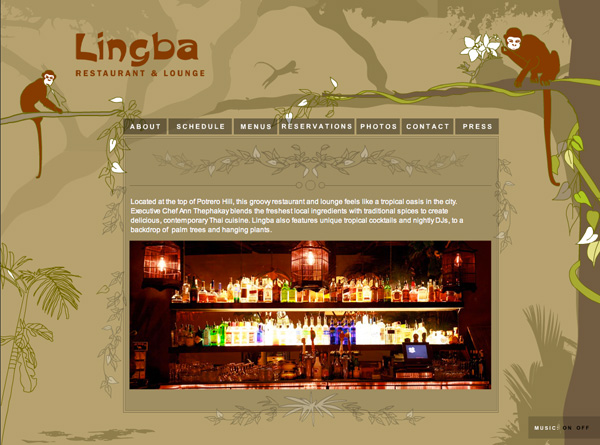 Lingba
RESTAURANT & LOUNGE
ABOUT SCHEDULE MENUS RESERVATIONS PHOTOS CONTACT PRESS
Located at the top of Potrero Hill, this groovy restaurant and lounge feels like a tropical oasis in the city.
Executive Chef Ann Thephakay blends the freshest local ingredients with traditional spices to create
delicious, contemporary Thai cuisine. Lingba also features unique tropical cocktails and nightly DJs, to a
backdrop of palm trees and hanging plants.
MUSIC: ON OFF